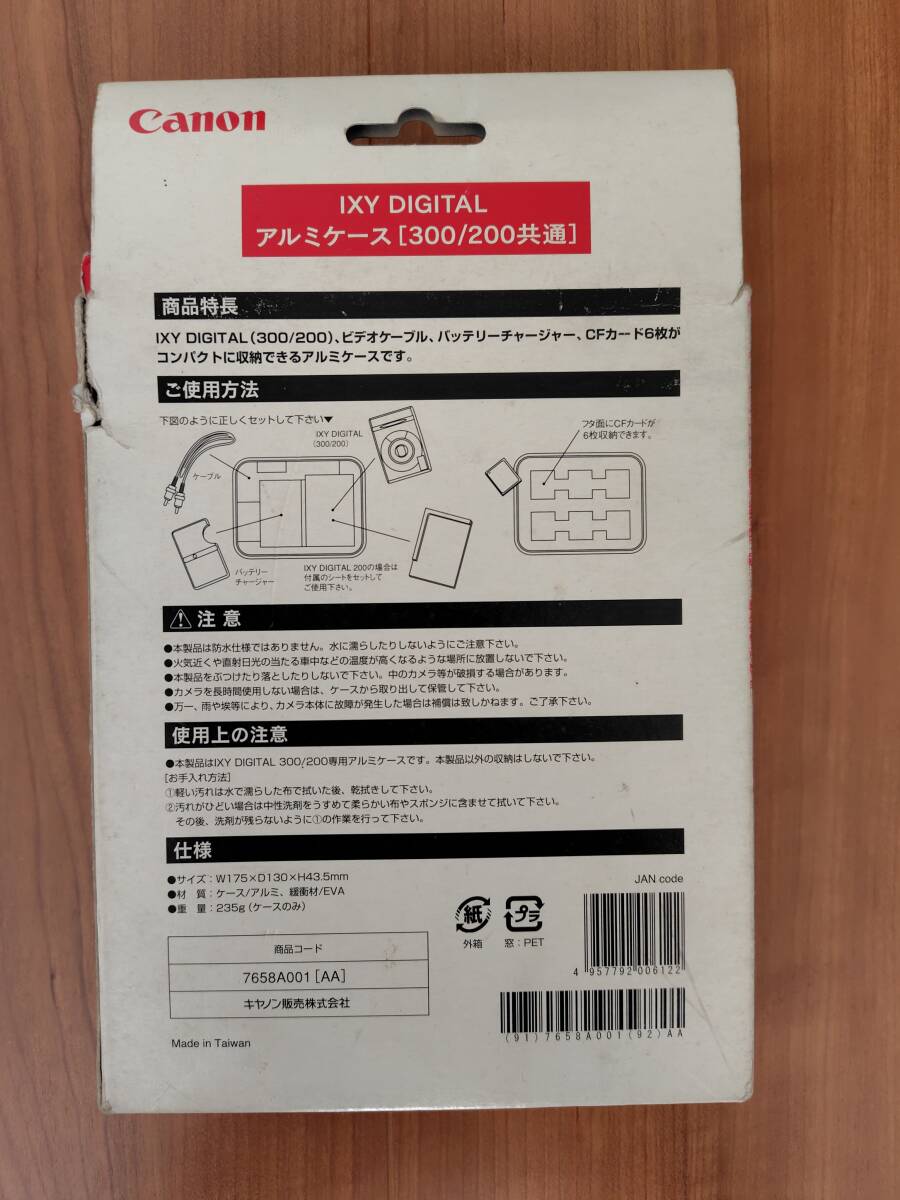 Canon
IXY DIGITAL
アルミケース［300/200共通］
商品特長
IXY DIGITAL（300/200）、ビデオケーブル、バッテリーチャージャー、CFカード6枚が
コンパクトに収納できるアルミケースです。
ご使用方法
下図のように正しくセットして下さい▼
IXY DIGITAL
（300/200）
ケーブル
バッテリー
チャージャー
IXY DIGITAL 200の場合は
付属のシートをセットして
ご使用下さい。
フタ面にCFカードが
6枚収納できます。
注意
●本製品は防水仕様ではありません。水に濡らしたりしないようにご注意下さい。
●火気近くや直射日光の当たる車中などの温度が高くなるような場所に放置しないで下さい。
●本製品をぶつけたり落としたりしないで下さい。中のカメラ等が破損する場合があります。
●カメラを長時間使用しない場合は、ケースから取り出して保管して下さい。
●万一、雨や埃等により、カメラ本体に故障が発生した場合は補償は致しかねます。ご了承下さい。
使用上の注意
●本製品はIXY DIGITAL 300/200専用アルミケースです。本製品以外の収納はしないで下さい。
［お手入れ方法］
①軽い汚れは水で濡らした布で拭いた後、乾拭きして下さい。
②汚れがひどい場合は中性洗剤をうすめて柔らかい布やスポンジに含ませて拭いて下さい。
その後、洗剤が残らないように①の作業を行って下さい。
仕様
●サイズ：W175×D130×H43.5mm
●材　質：ケース/アルミ、緩衝材/EVA
●重　量：235g（ケースのみ）
商品コード
7658A001［AA］
キヤノン販売株式会社
Made in Taiwan
紙
外箱
プラ
窓：PET
JAN code
4 957792 006122
(91)7658A001(92)AA